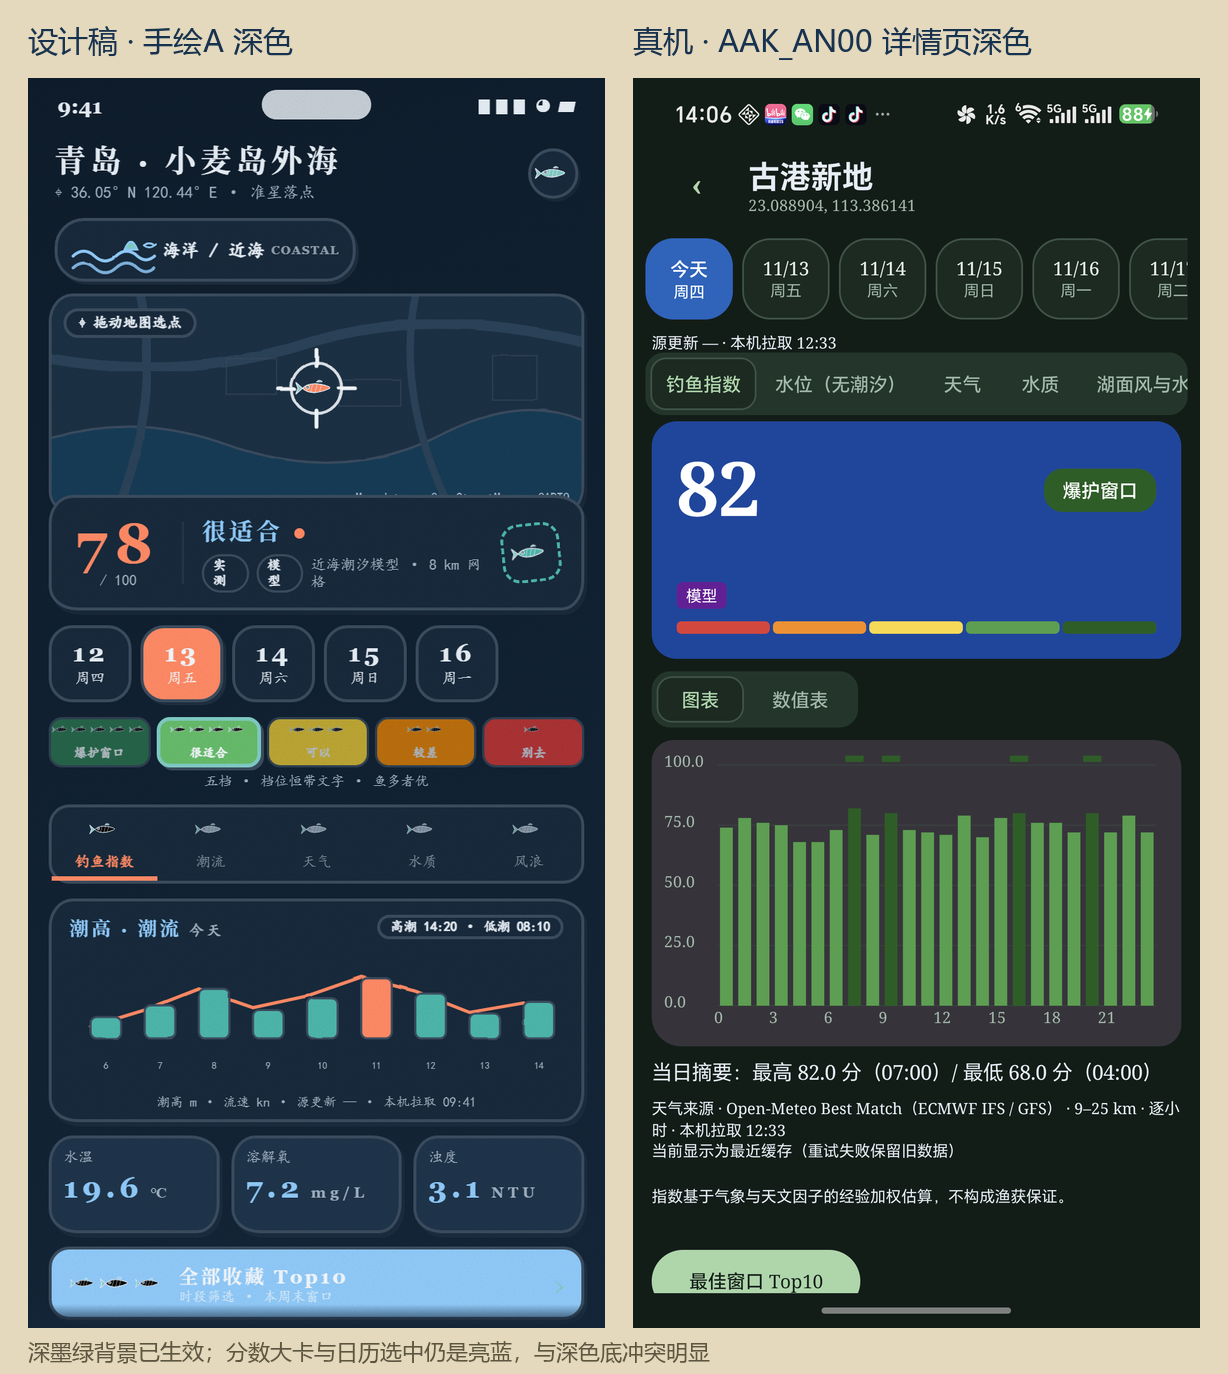 设计稿 · 手绘A 深色
真机 · AAK_AN00 详情页深色
9:41
青岛 · 小麦岛外海
36.05° N 120.44° E • 准星落点
海洋 / 近海 COASTAL
拖动地图选点
78
/ 100
很适合
实测
模型
近海潮汐模型 • 8 km 网
格
12
周四
13
周五
14
周六
15
周日
16
周一
爆护窗口
很适合
可以
较差
别去
五档 • 档位恒带文字 • 鱼多者优
钓鱼指数
潮流
天气
水质
风浪
潮高 · 潮流 今天
高潮 14:20 • 低潮 08:10
6 7 8 9 10 11 12 13 14
潮高 m • 流速 kn • 源更新 — • 本机拉取 09:41
水温
19.6 ℃
溶解氧
7.2 mg/L
浊度
3.1 NTU
全部收藏 Top10
时段筛选 • 本周末窗口
14:06
1.6 K/s
6
5G
5G
88
古港新地
23.088904, 113.386141
今天
周四
11/13
周五
11/14
周六
11/15
周日
11/16
周一
11/1
周二
源更新 — · 本机拉取 12:33
钓鱼指数
水位（无潮汐）
天气
水质
湖面风与水
82
爆护窗口
模型
图表
数值表
100.0
75.0
50.0
25.0
0.0
0 3 6 9 12 15 18 21
当日摘要：最高 82.0 分（07:00）/ 最低 68.0 分（04:00）
天气来源 · Open-Meteo Best Match（ECMWF IFS / GFS） · 9–25 km · 逐小
时 · 本机拉取 12:33
当前显示为最近缓存（重试失败保留旧数据）
指数基于气象与天文因子的经验加权估算，不构成渔获保证。
最佳窗口 Top10
深墨绿背景已生效；分数大卡与日历选中仍是亮蓝，与深色底冲突明显